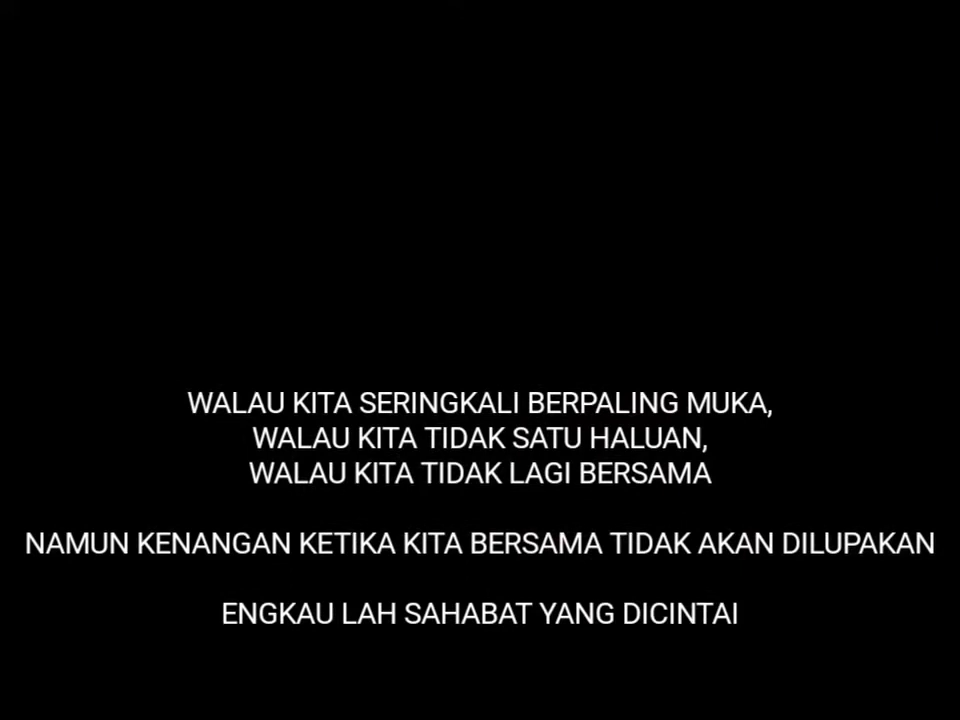 WALAU KITA SERINGKALI BERPALING MUKA,
WALAU KITA TIDAK SATU HALUAN,
WALAU KITA TIDAK LAGI BERSAMA
NAMUN KENANGAN KETIKA KITA BERSAMA TIDAK AKAN DILUPAKAN
ENGKAU LAH SAHABAT YANG DICINTAI